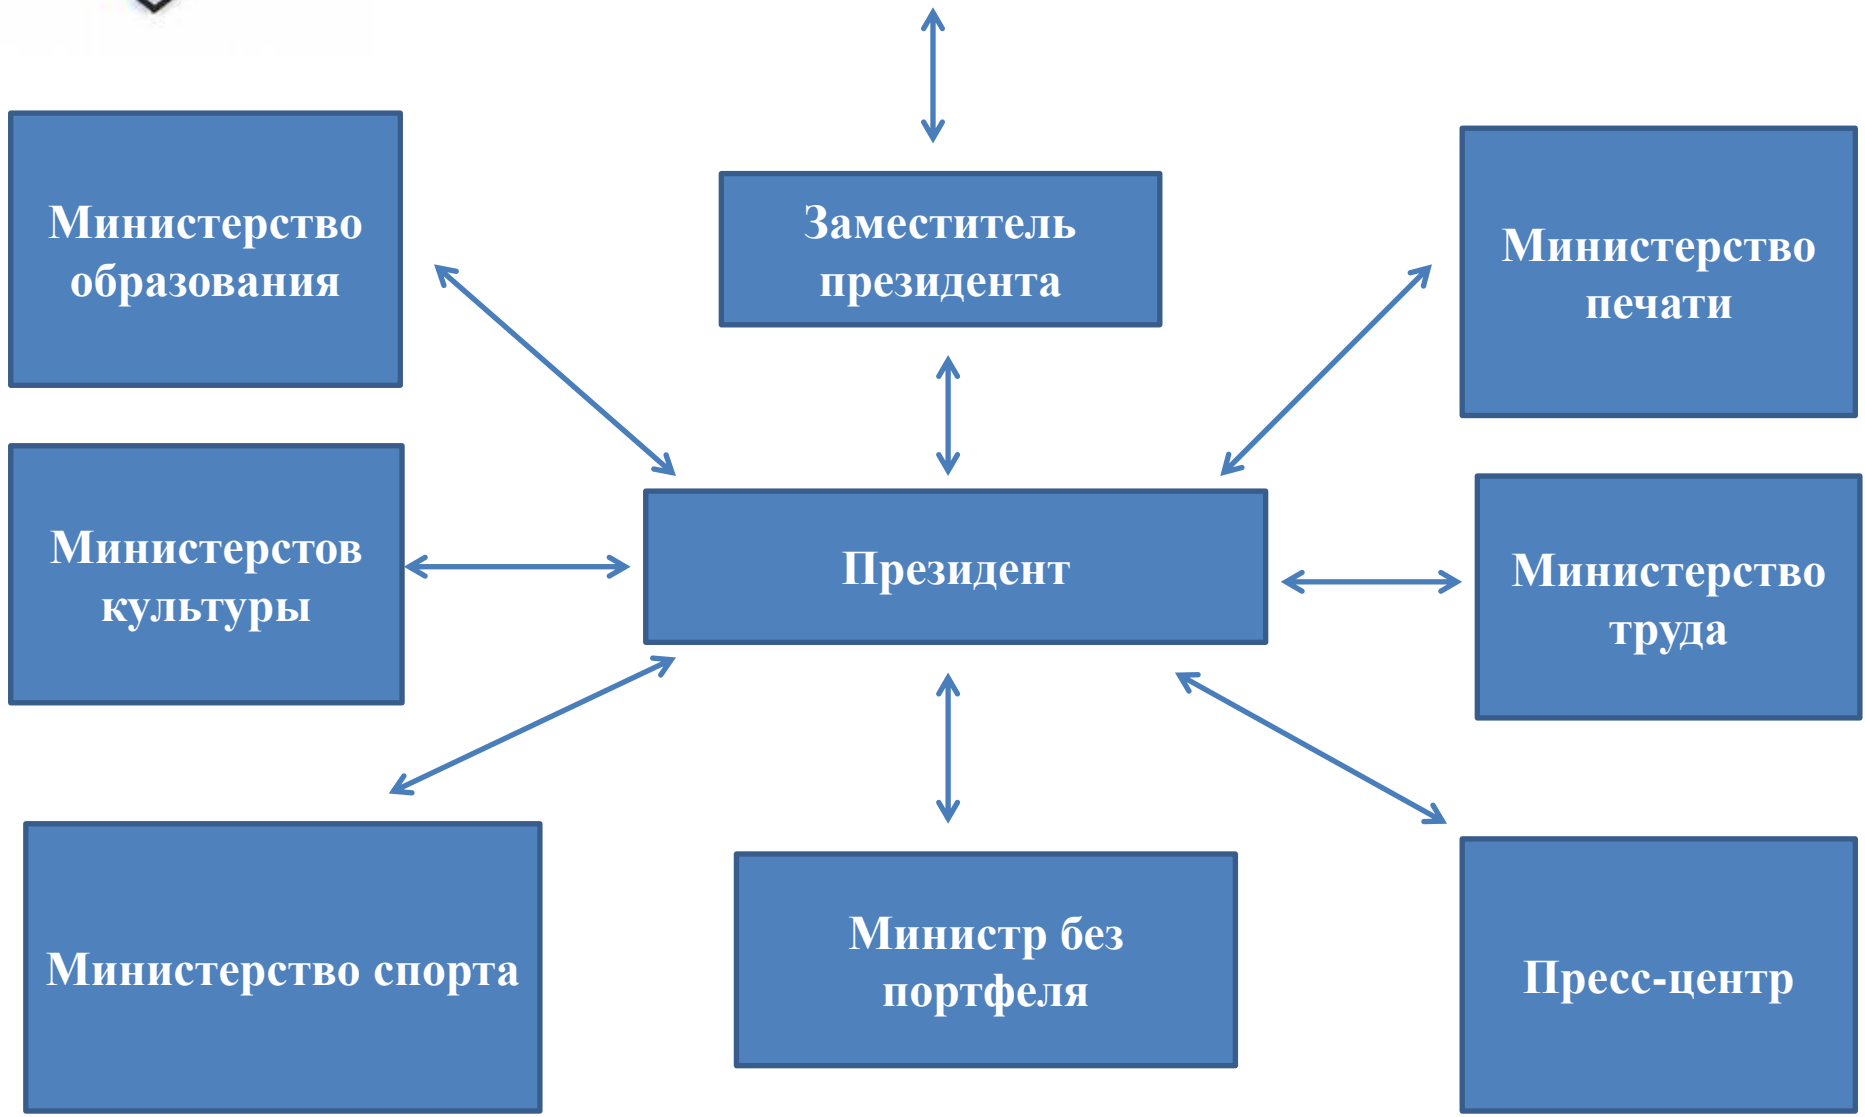 Министерство
образования
Заместитель
президента
Министерство
печати
Министерстов
культуры
Президент
Министерство
труда
Министерство спорта
Министр без
портфеля
Пресс-центр